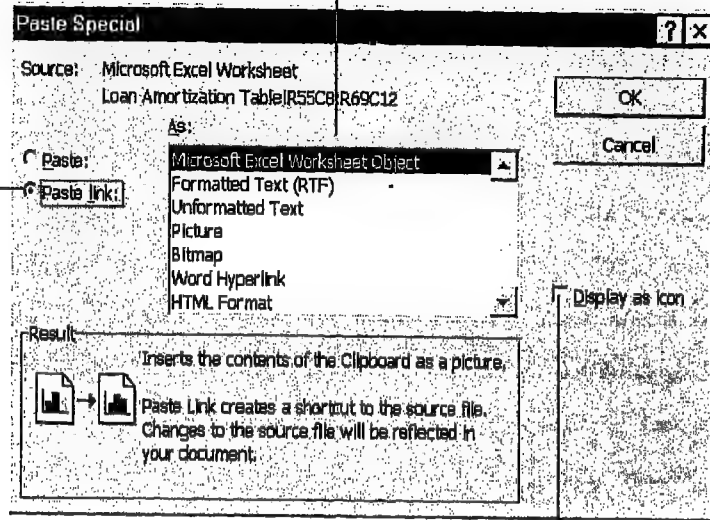 Paste Special
? ×
Source: Microsoft Excel Worksheet
Loan Amortization Table!R55C8:R69C12
OK
As:
Cancel
Paste:
Microsoft Excel Worksheet Object
Paste link:
Formatted Text (RTF)
Unformatted Text
Picture
Bitmap
Word Hyperlink
HTML Format
Display as icon
Result
Inserts the contents of the Clipboard as a picture.
Paste Link creates a shortcut to the source file.
Changes to the source file will be reflected in
your document.